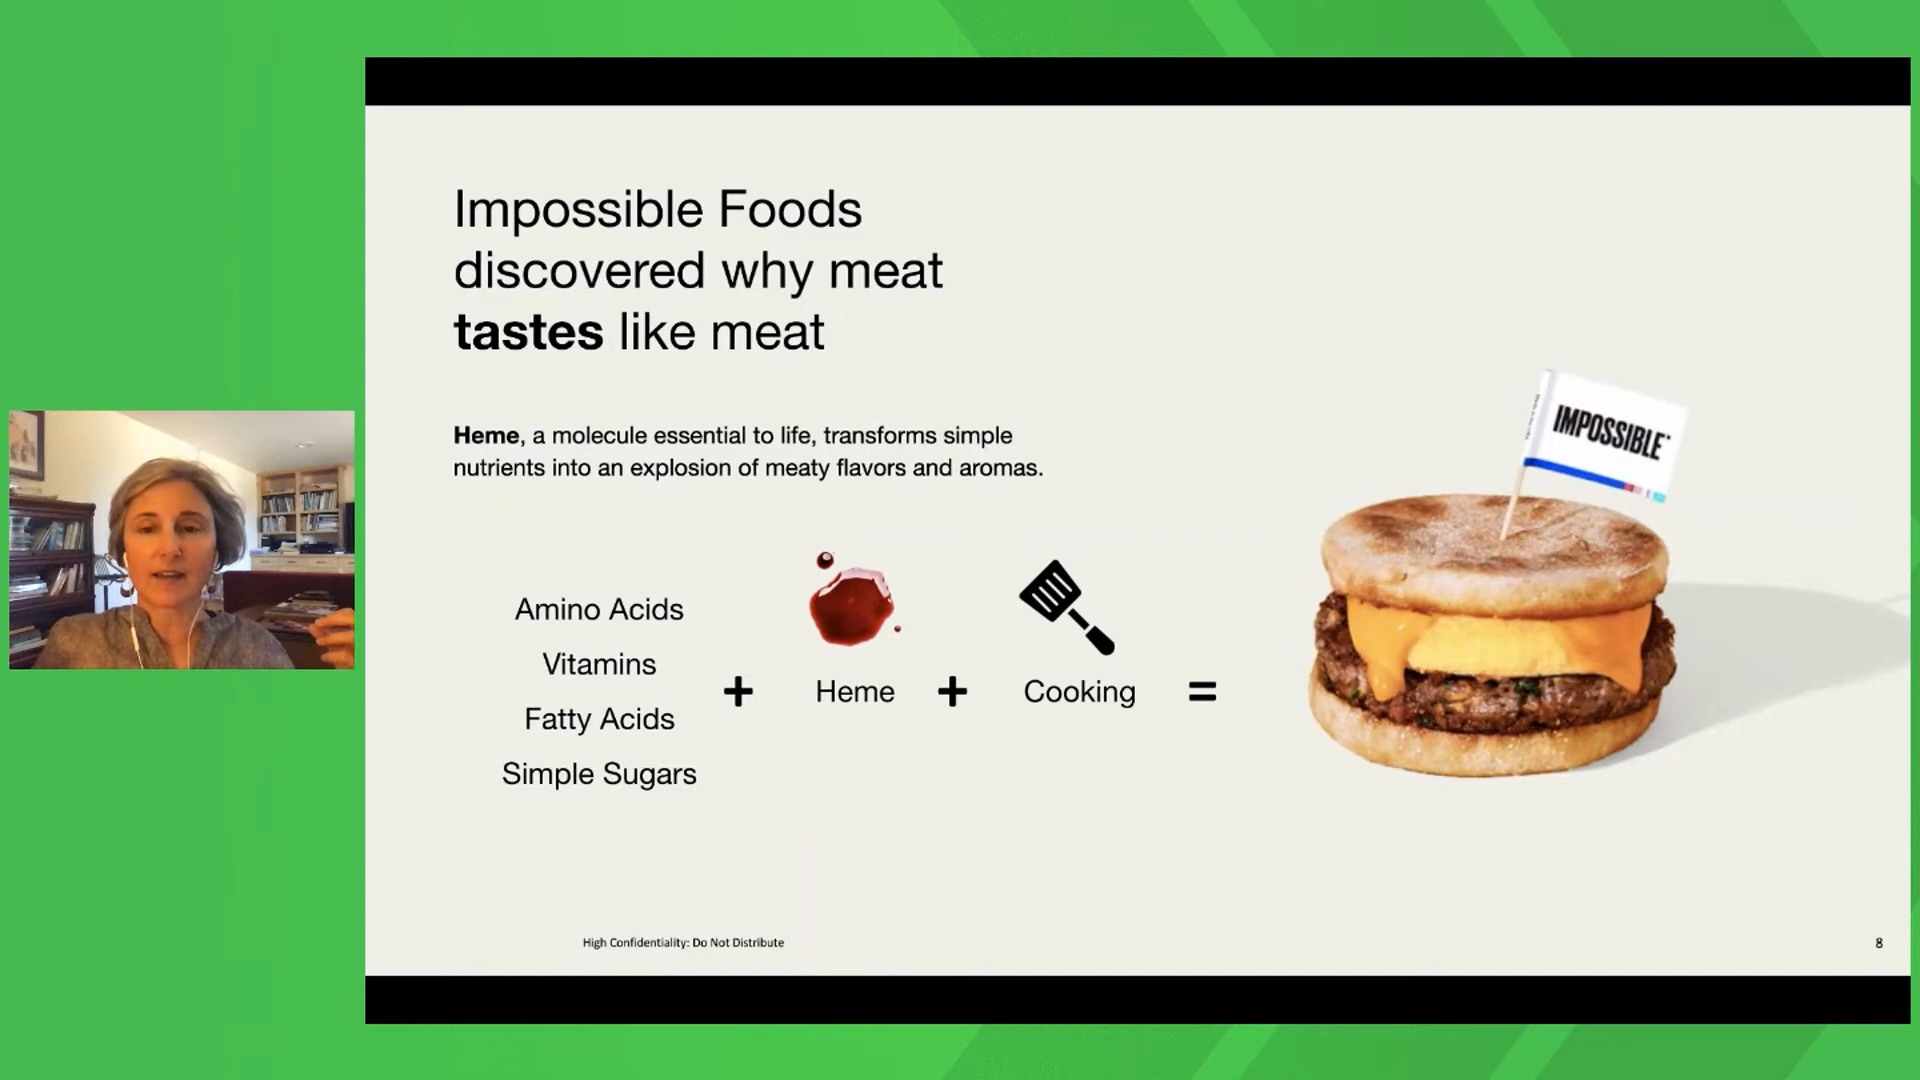 Impossible Foods
discovered why meat
tastes like meat
Heme, a molecule essential to life, transforms simple
nutrients into an explosion of meaty flavors and aromas.
Amino Acids
Vitamins
Fatty Acids
Simple Sugars
+
Heme
+
Cooking
=
IMPOSSIBLE™
High Confidentiality: Do Not Distribute
8